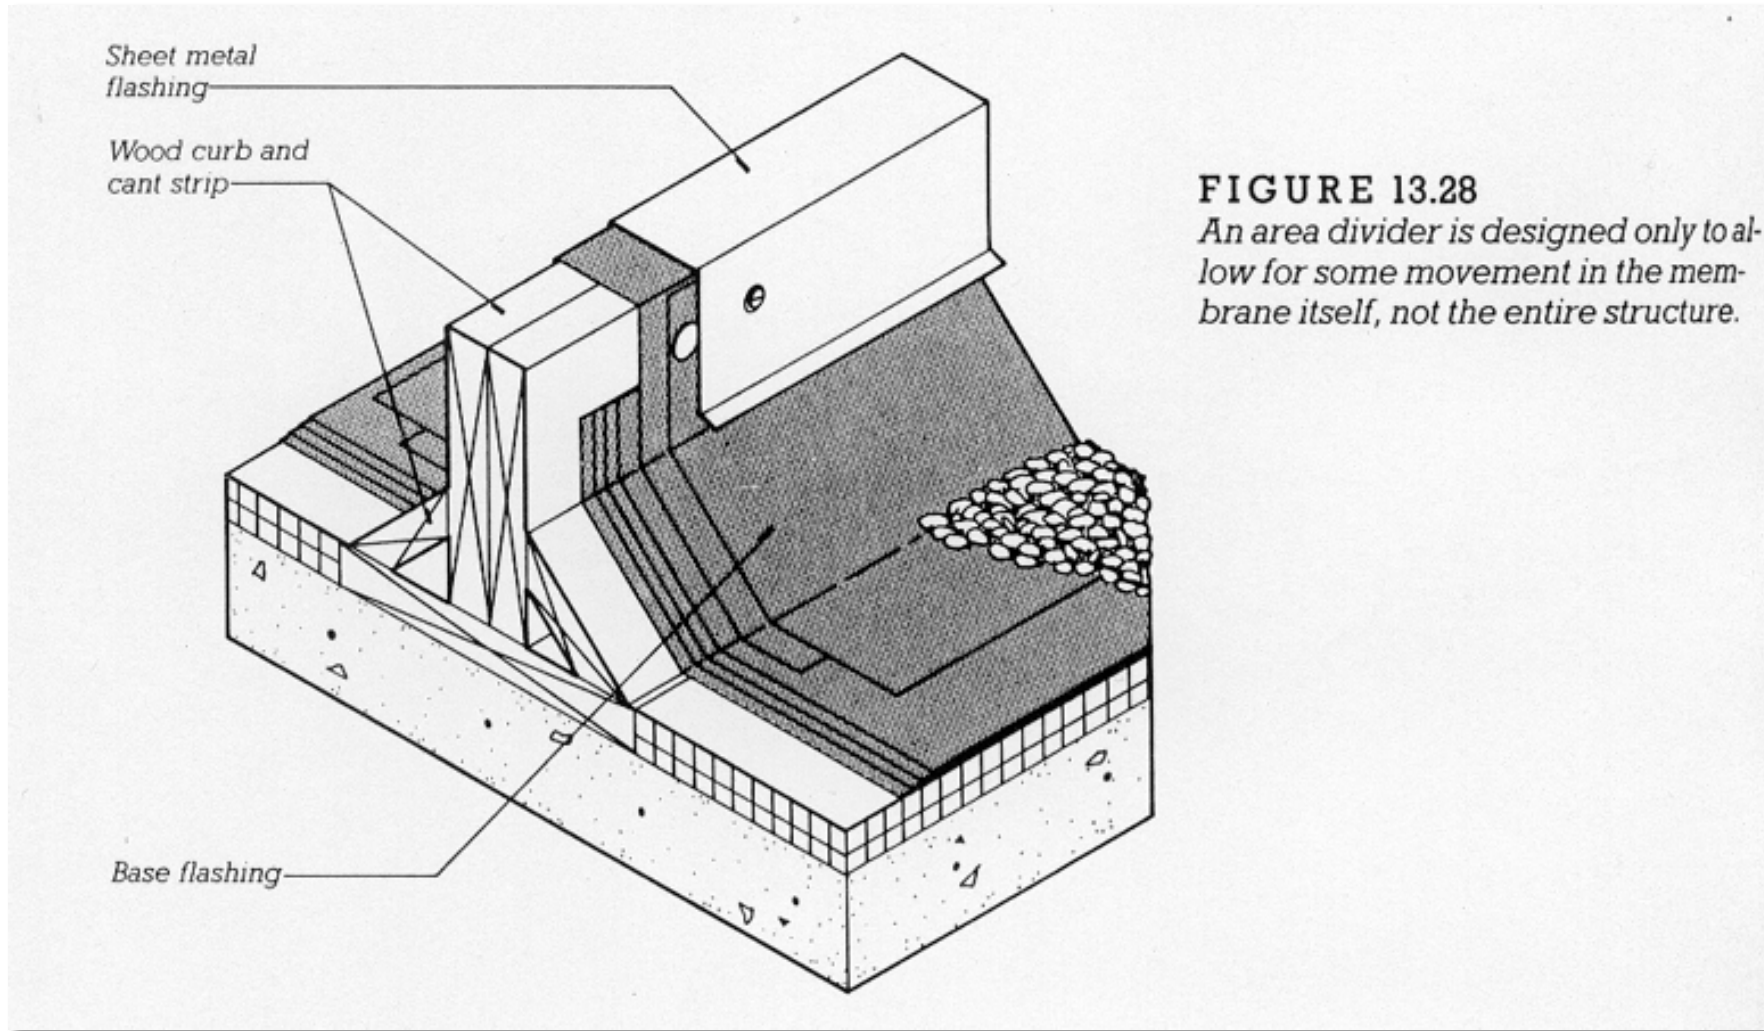 Sheet metal
flashing
Wood curb and
cant strip
Base flashing
FIGURE 13.28
An area divider is designed only to al-
low for some movement in the mem-
brane itself, not the entire structure.